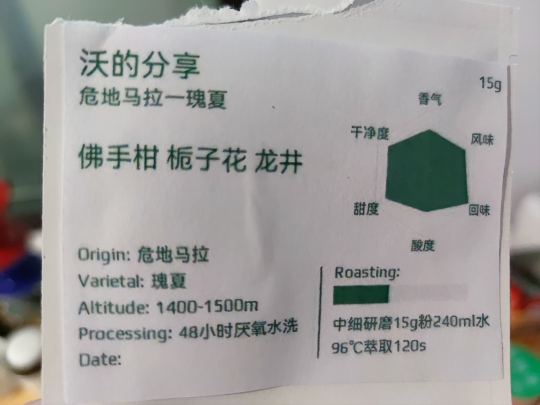 沃的分享
危地马拉一瑰夏
15g
佛手柑 栀子花 龙井
香气
风味
回味
酸度
甜度
干净度
Origin: 危地马拉
Varietal: 瑰夏
Altitude: 1400-1500m
Processing: 48小时厌氧水洗
Date:
Roasting:
中细研磨15g粉240ml水
96℃萃取120s